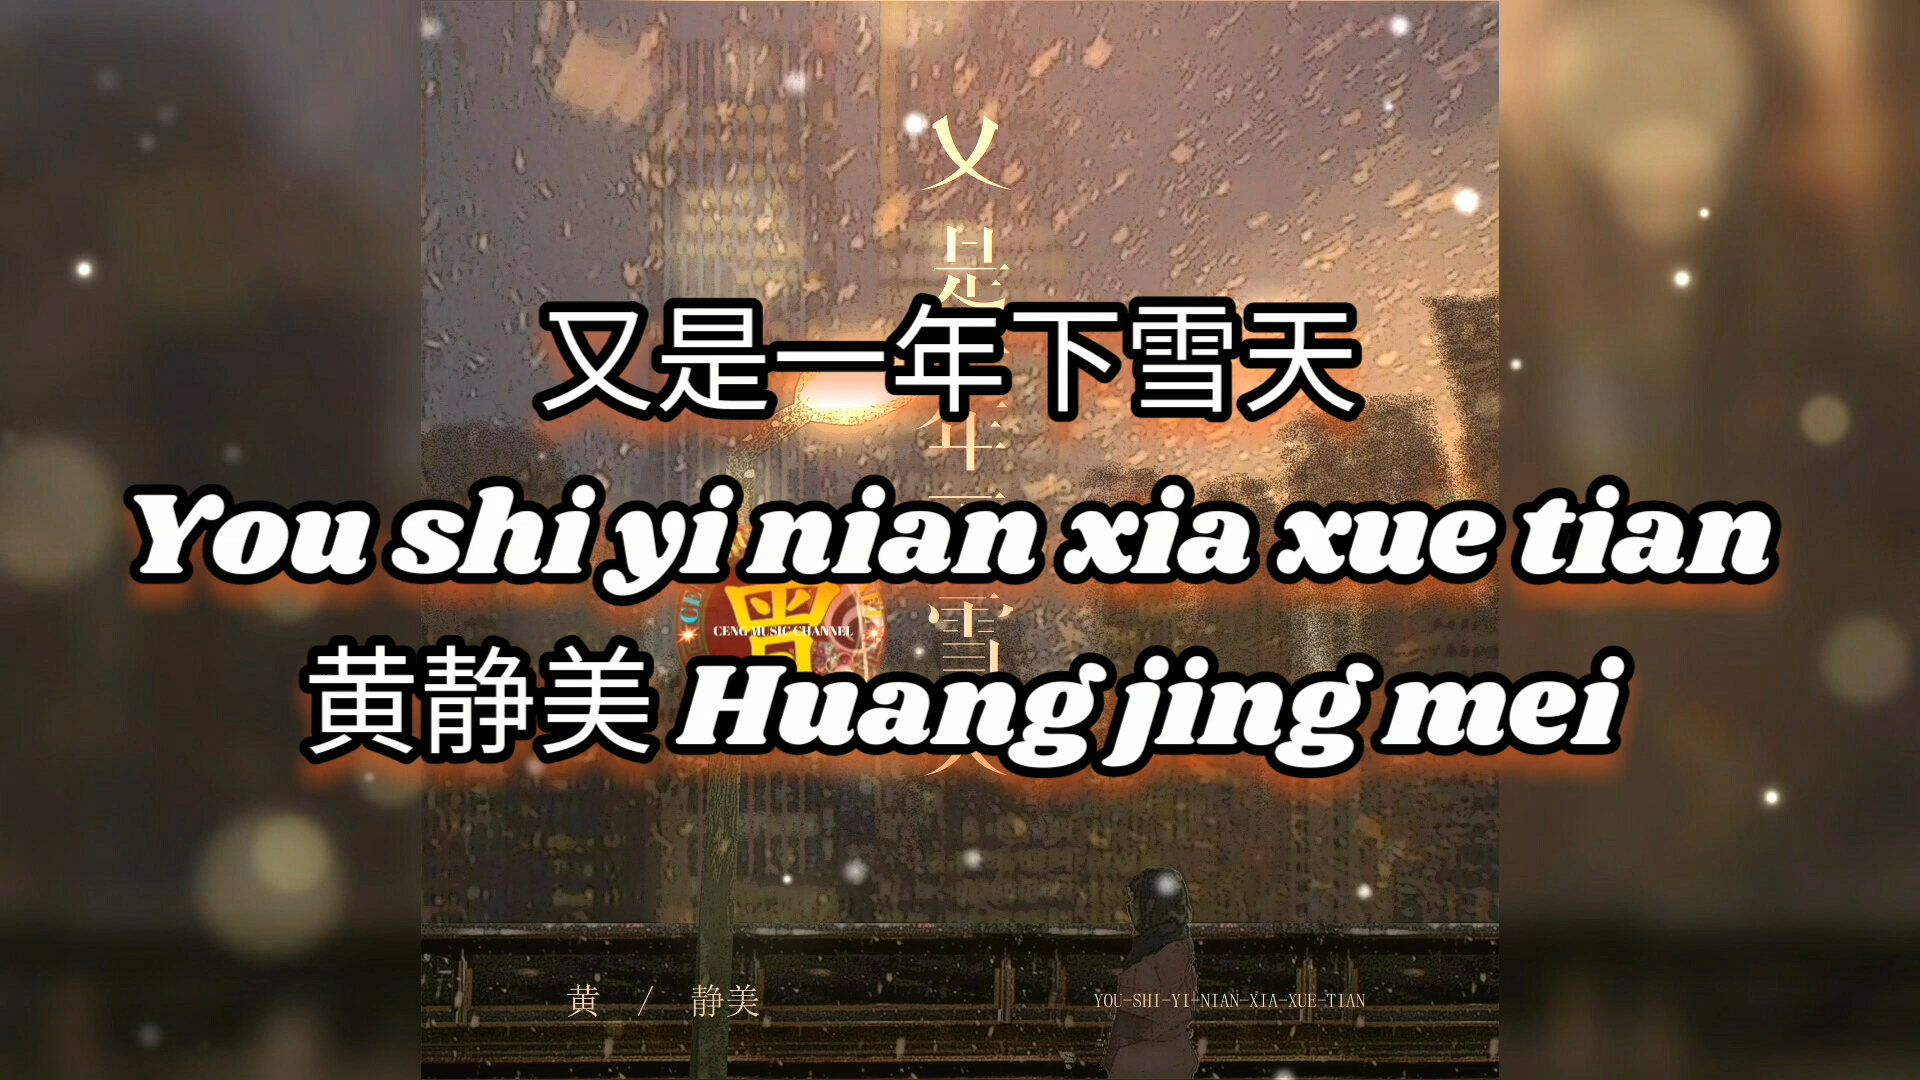 又是一年下雪天
You shi yi nian xia xue tian
黄静美 Huang jing mei
CENG MUSIC CHANNEL
黄 / 静美
YOU-SHI-YI-NIAN-XIA-XUE-TIAN